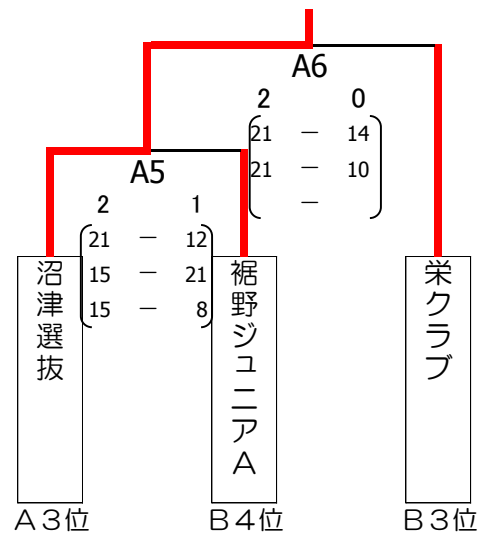 A6
2 0
21 － 14
21 － 10
－
A5
2 1
21 － 12
15 － 21
15 － 8
沼津選抜
裾野ジュニアA
栄クラブ
A3位
B4位
B3位